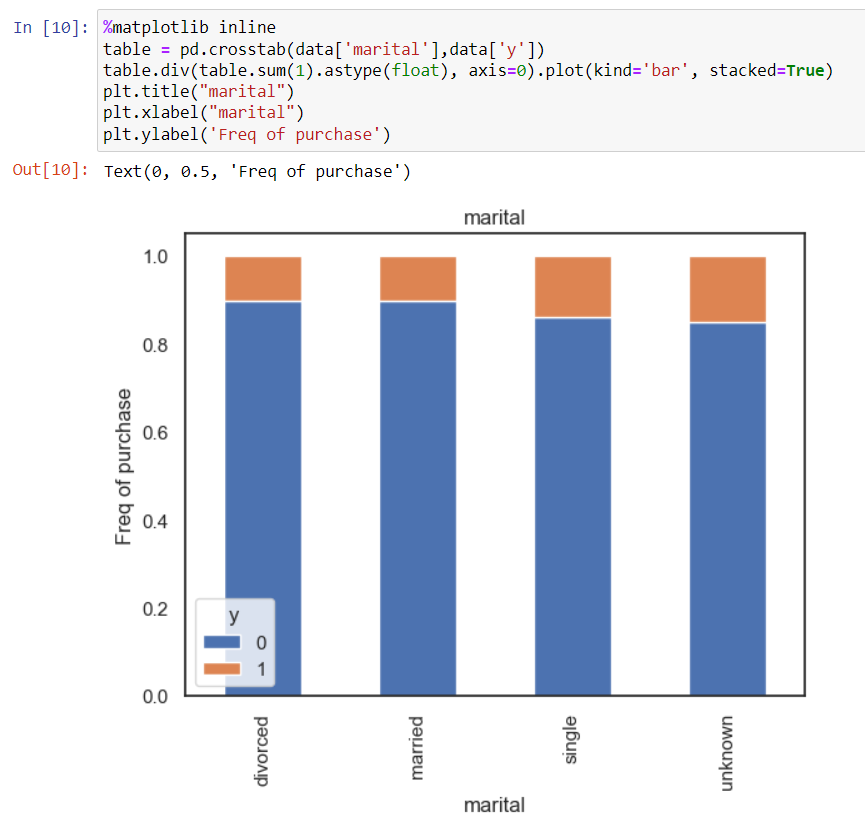 In [10]: %matplotlib inline
table = pd.crosstab(data['marital'],data['y'])
table.div(table.sum(1).astype(float), axis=0).plot(kind='bar', stacked=True)
plt.title("marital")
plt.xlabel("marital")
plt.ylabel('Freq of purchase')
Out[10]: Text(0, 0.5, 'Freq of purchase')
marital
1.0
0.8
0.6
0.4
0.2
0.0
Freq of purchase
y
0
1
divorced
married
single
unknown
marital